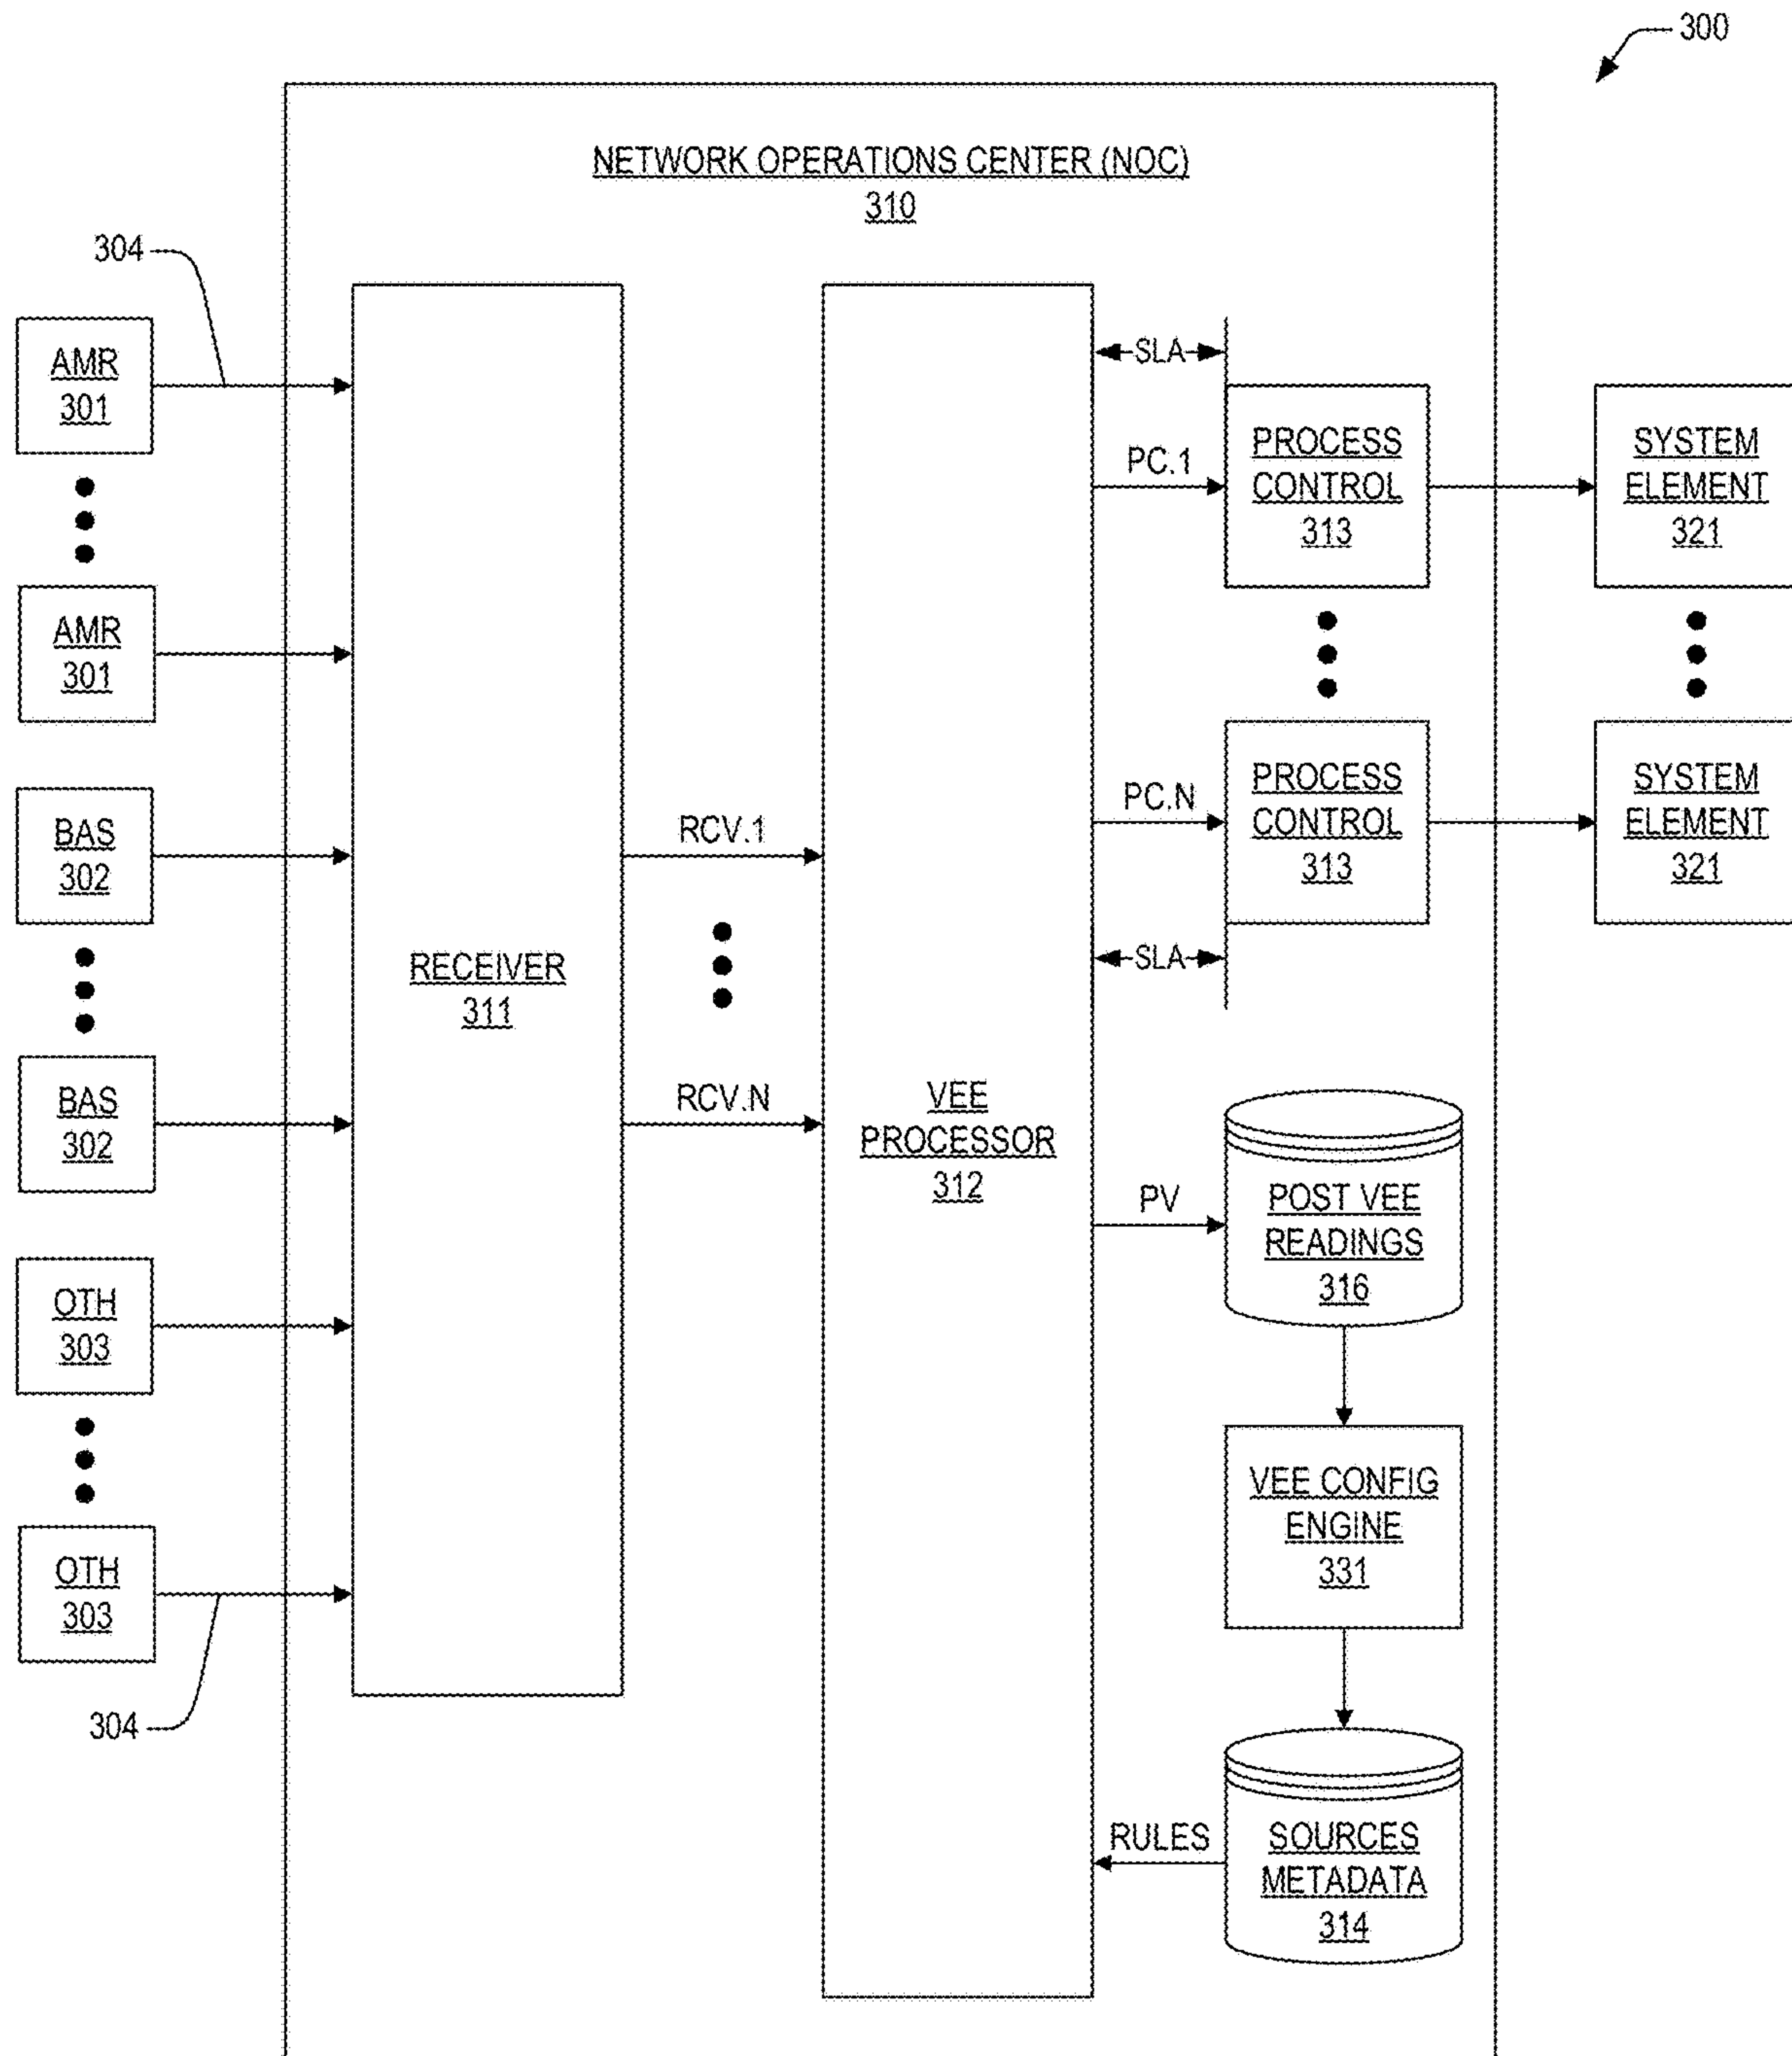 300
NETWORK OPERATIONS CENTER (NOC)
310
304
AMR
301
AMR
301
BAS
302
BAS
302
OTH
303
OTH
303
304
RECEIVER
311
RCV.1
RCV.N
VEE
PROCESSOR
312
SLA
PC.1
PROCESS
CONTROL
313
SYSTEM
ELEMENT
321
PC.N
PROCESS
CONTROL
313
SYSTEM
ELEMENT
321
SLA
PV
POST VEE
READINGS
316
VEE CONFIG
ENGINE
331
RULES
SOURCES
METADATA
314